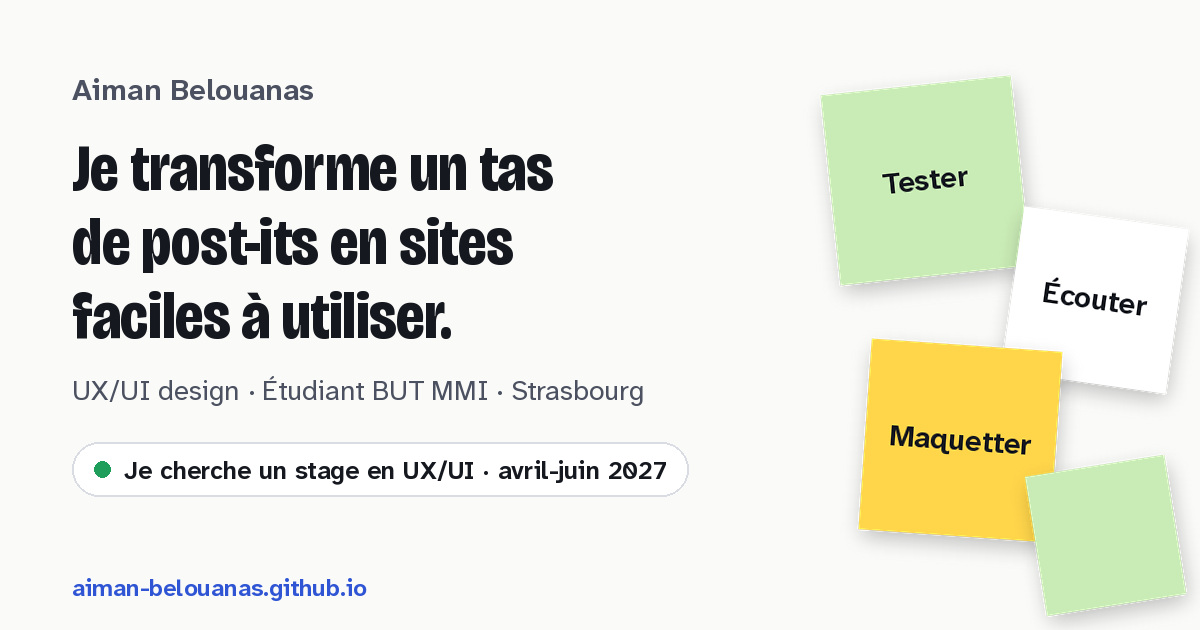 Aiman Belouanas
Je transforme un tas
de post-its en sites
faciles à utiliser.
UX/UI design · Étudiant BUT MMI · Strasbourg
Je cherche un stage en UX/UI · avril-juin 2027
aiman-belouanas.github.io
Tester
Écouter
Maquetter